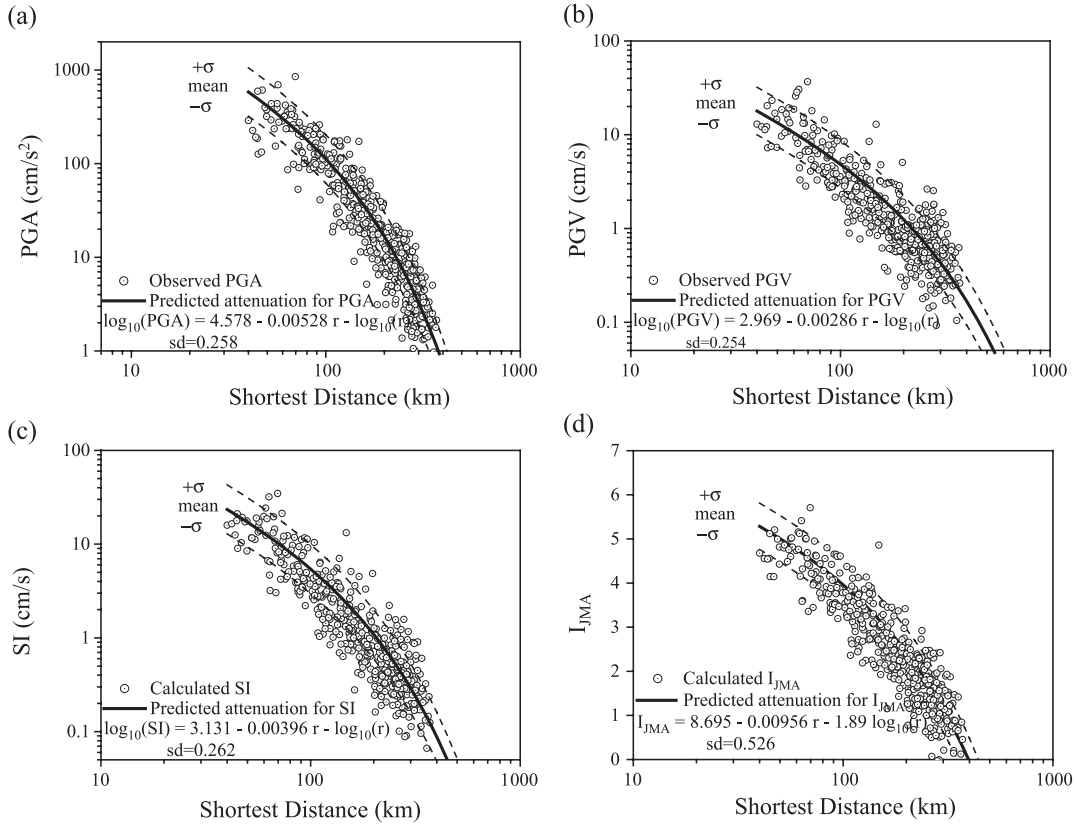 (a)
1000
100
10
1
PGA (cm/s²)
+σ
mean
−σ
Observed PGA
Predicted attenuation for PGA
log₁₀(PGA) = 4.578 - 0.00528 r - log₁₀(r)
sd=0.258
10 100 1000
Shortest Distance (km)
(b)
100
10
1
0.1
PGV (cm/s)
+σ
mean
−σ
Observed PGV
Predicted attenuation for PGV
log₁₀(PGV) = 2.969 - 0.00286 r - log₁₀(r)
sd=0.254
10 100 1000
Shortest Distance (km)
(c)
100
10
1
0.1
SI (cm/s)
+σ
mean
−σ
Calculated SI
Predicted attenuation for SI
log₁₀(SI) = 3.131 - 0.00396 r - log₁₀(r)
sd=0.262
10 100 1000
Shortest Distance (km)
(d)
7
6
5
4
3
2
1
0
I_JMA
+σ
mean
−σ
Calculated I_JMA
Predicted attenuation for I_JMA
I_JMA = 8.695 - 0.00956 r - 1.89 log₁₀(r)
sd=0.526
10 100 1000
Shortest Distance (km)